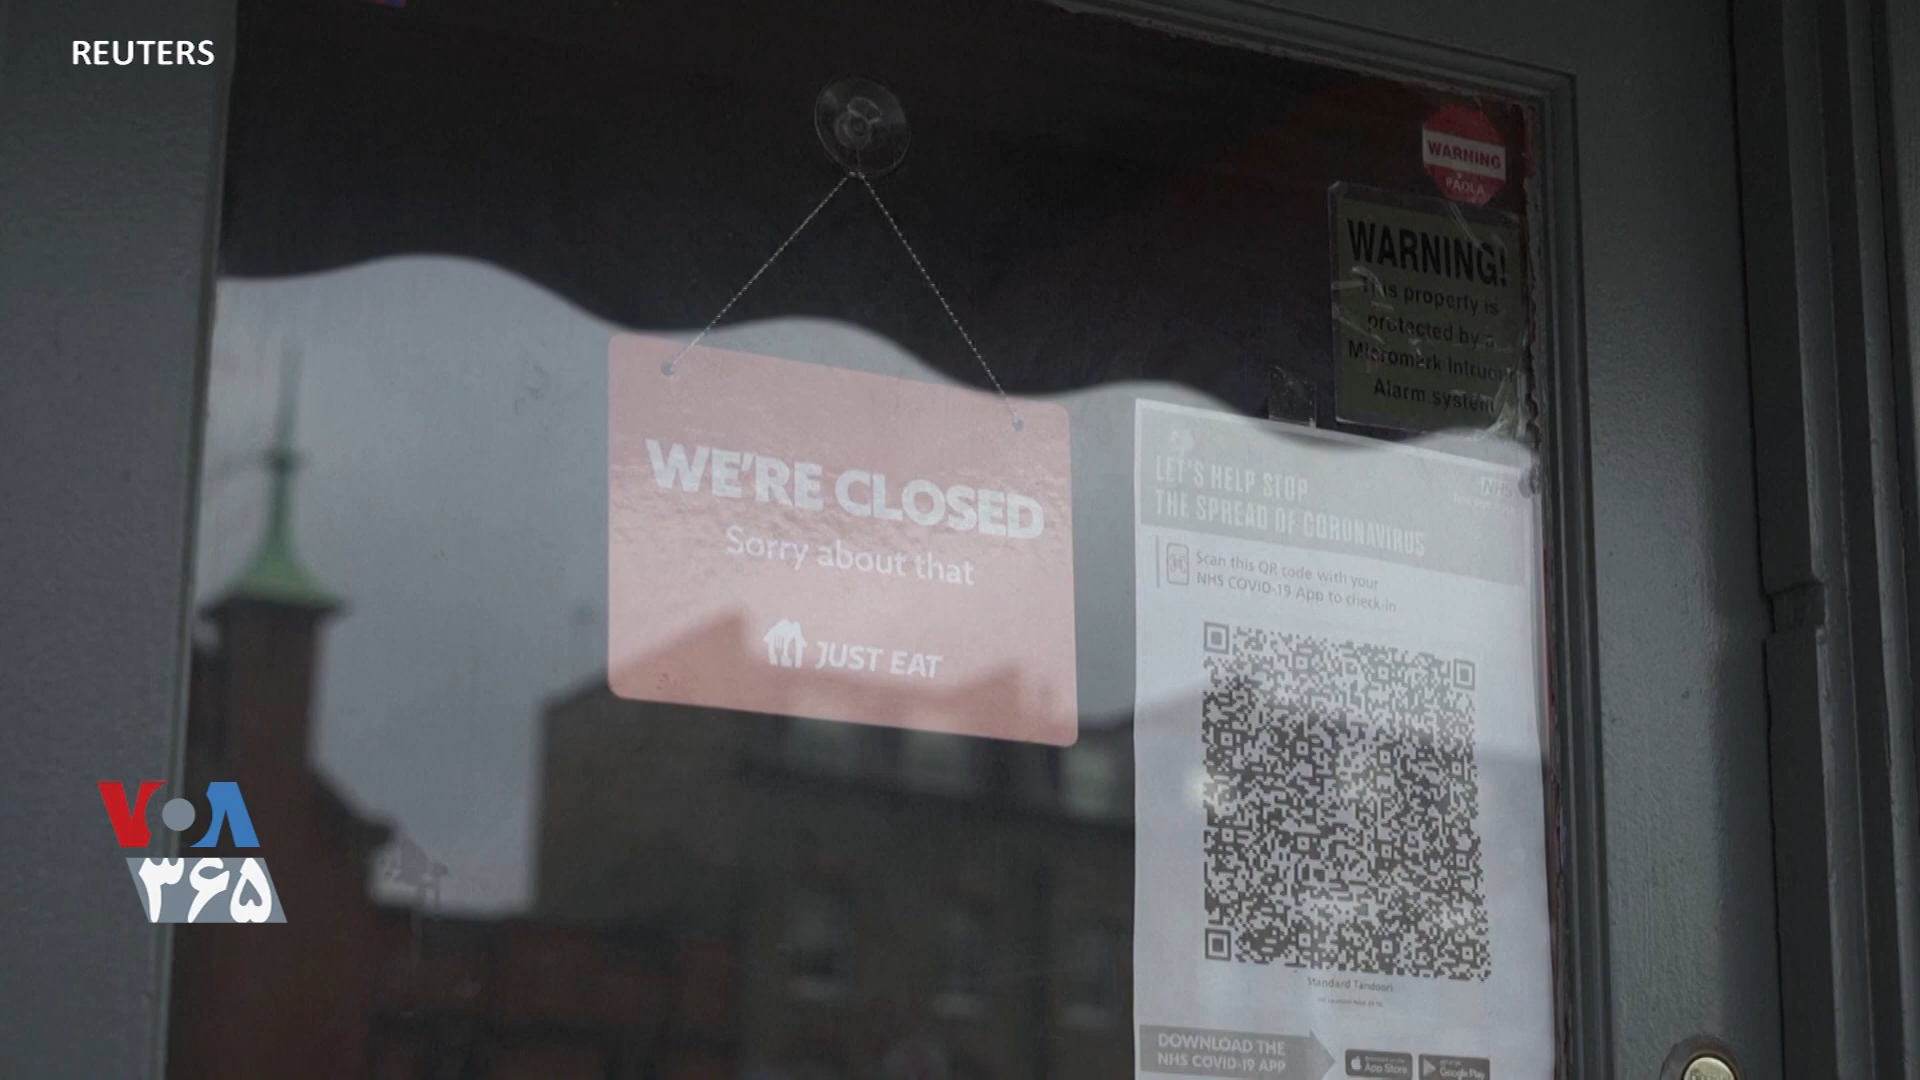 REUTERS
WARNING
PAOLA
WARNING!
This property is
protected by a
Micromark Intruder
Alarm system
WE'RE CLOSED
Sorry about that
JUST EAT
LET'S HELP STOP
THE SPREAD OF CORONAVIRUS
NHS
Scan this QR code with your
NHS COVID-19 App to check-in
Standard Tandoori
DOWNLOAD THE
NHS COVID-19 APP
App Store
Google Play
VOA
۳۶۵